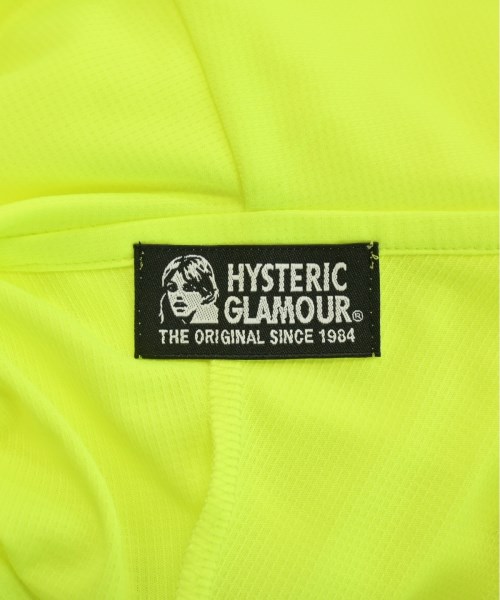 HYSTERIC
GLAMOUR®
THE ORIGINAL SINCE 1984